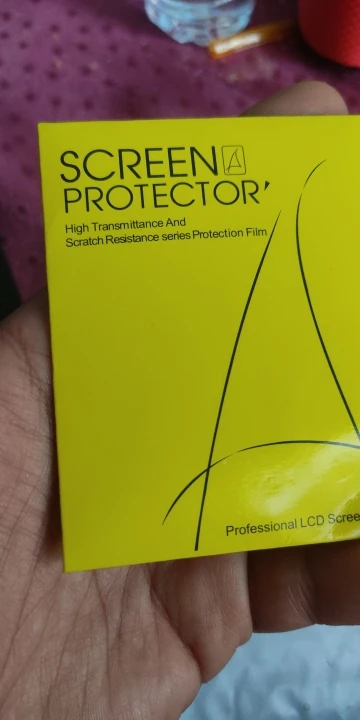 SCREEN
PROTECTOR'
High Transmittance And
Scratch Resistance series Protection Film
Professional LCD Scree